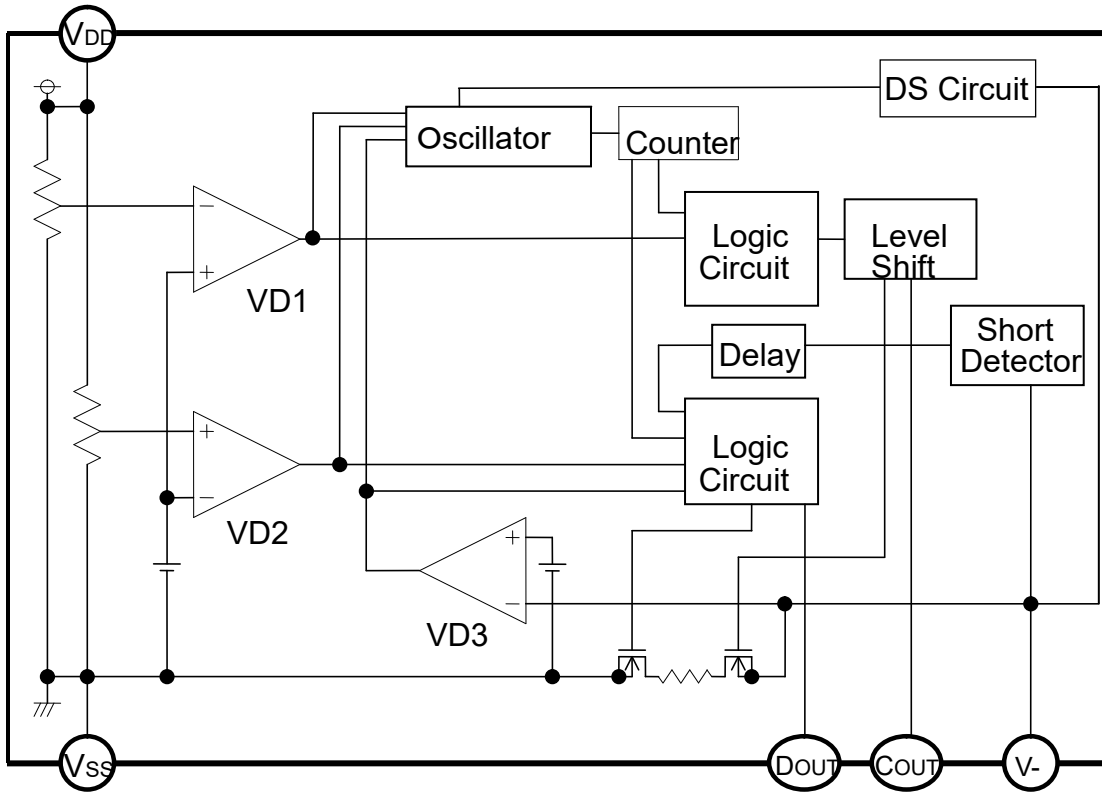 VDD
DS Circuit
Oscillator
Counter
−
+
VD1
Logic
Circuit
Level
Shift
Short
Detector
Delay
+
−
VD2
Logic
Circuit
+
−
VD3
VSS
DOUT
COUT
V-